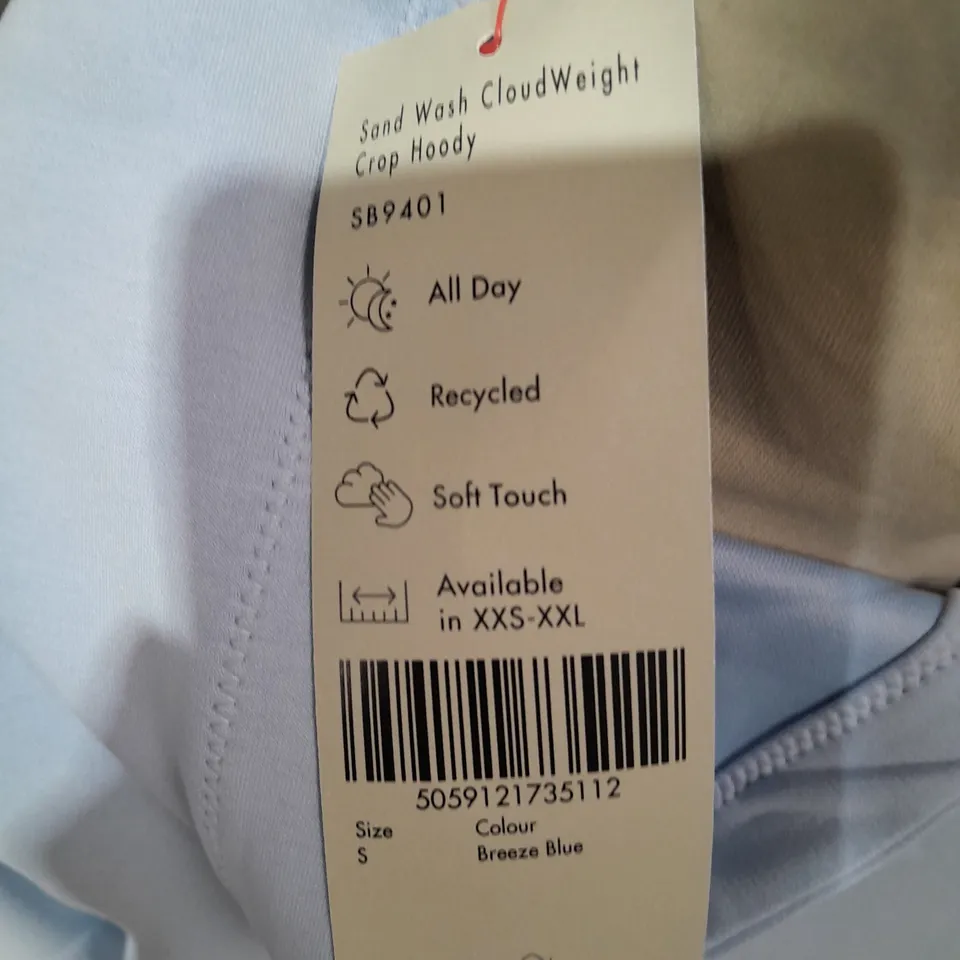 Sand Wash CloudWeight
Crop Hoody
SB9401
All Day
Recycled
Soft Touch
Available
in XXS-XXL
5059121735112
Size
Colour
S
Breeze Blue